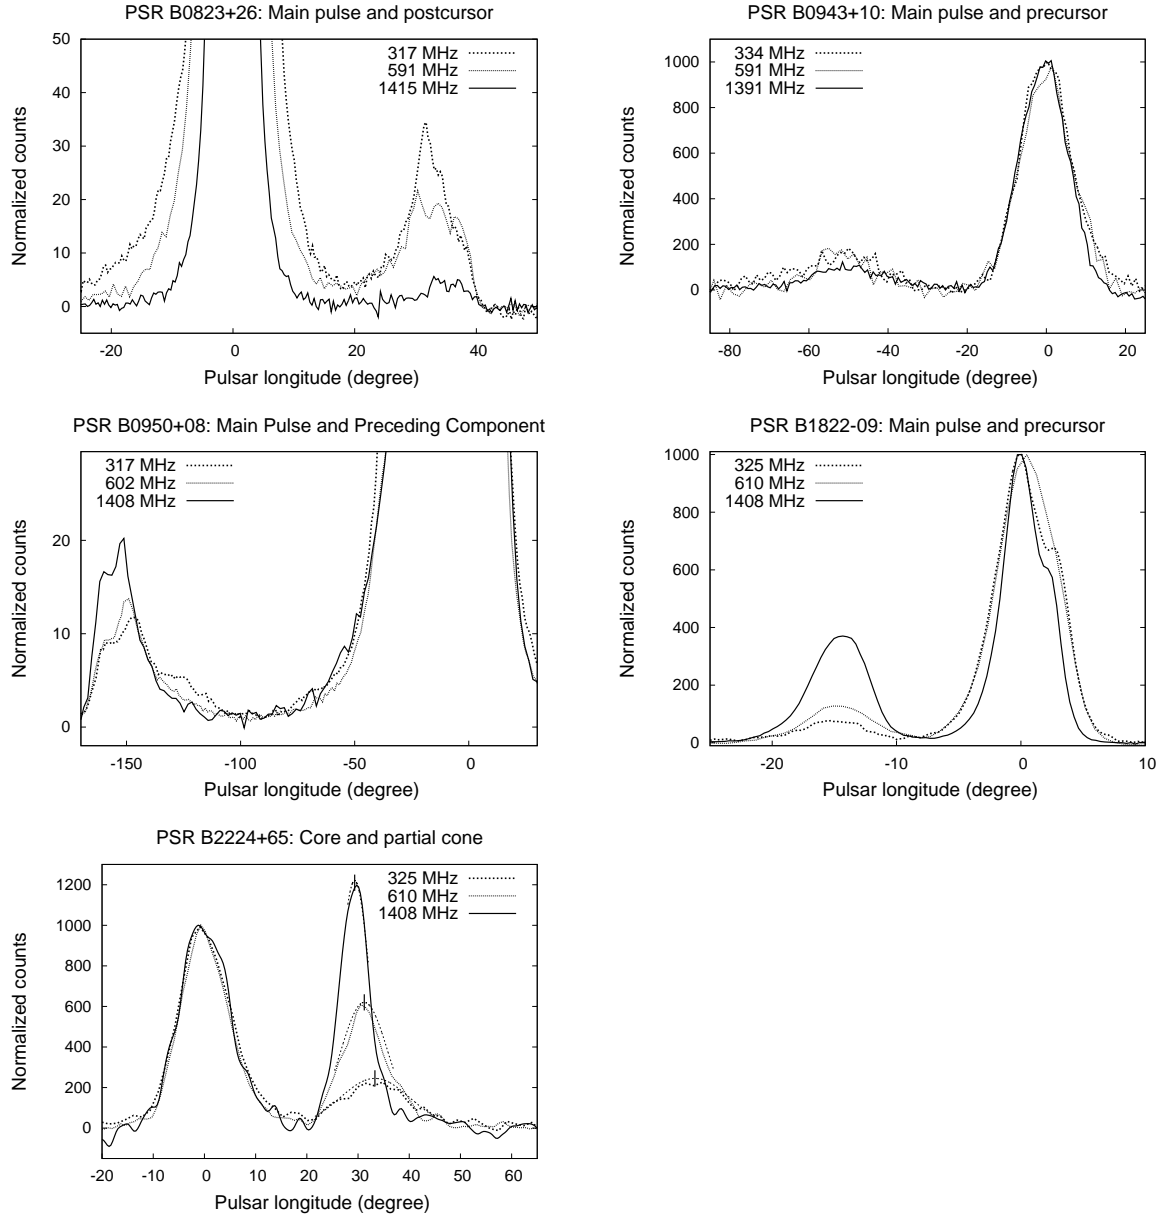 PSR B0823+26: Main pulse and postcursor
50
40
30
20
10
0
Normalized counts
317 MHz
591 MHz
1415 MHz
-20 0 20 40
Pulsar longitude (degree)
PSR B0943+10: Main pulse and precursor
1000
800
600
400
200
0
Normalized counts
334 MHz
591 MHz
1391 MHz
-80 -60 -40 -20 0 20
Pulsar longitude (degree)
PSR B0950+08: Main Pulse and Preceding Component
20
10
0
Normalized counts
317 MHz
602 MHz
1408 MHz
-150 -100 -50 0
Pulsar longitude (degree)
PSR B1822-09: Main pulse and precursor
1000
800
600
400
200
0
Normalized counts
325 MHz
610 MHz
1408 MHz
-20 -10 0 10
Pulsar longitude (degree)
PSR B2224+65: Core and partial cone
1200
1000
800
600
400
200
0
Normalized counts
325 MHz
610 MHz
1408 MHz
-20 -10 0 10 20 30 40 50 60
Pulsar longitude (degree)